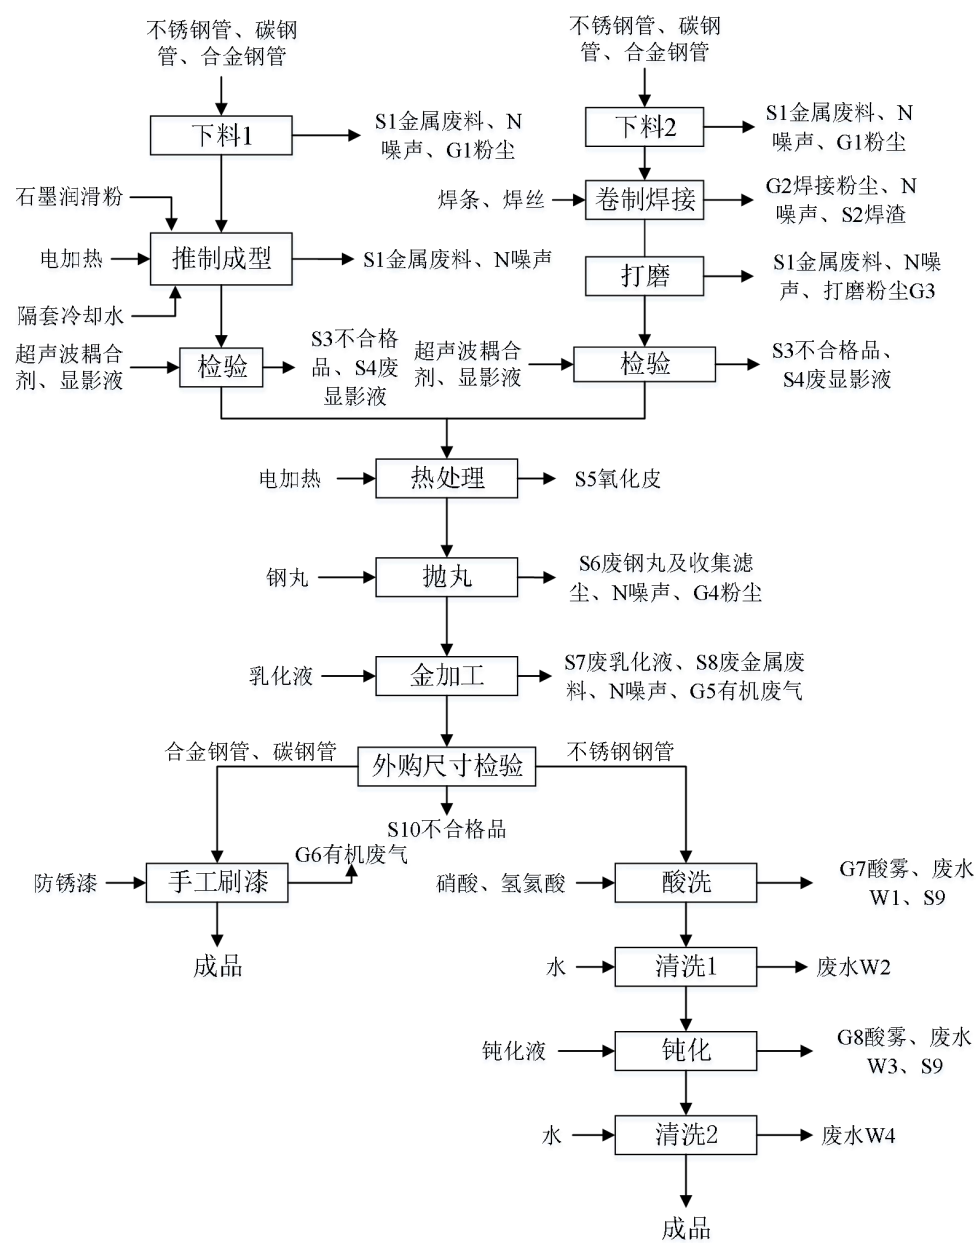 不锈钢管、碳钢
管、合金钢管
不锈钢管、碳钢
管、合金钢管
下料1
S1金属废料、N
噪声、G1粉尘
下料2
S1金属废料、N
噪声、G1粉尘
石墨润滑粉
焊条、焊丝
卷制焊接
G2焊接粉尘、N
噪声、S2焊渣
电加热
推制成型
S1金属废料、N噪声
打磨
S1金属废料、N噪
声、打磨粉尘G3
隔套冷却水
超声波耦合
剂、显影液
检验
S3不合格
品、S4废
显影液
超声波耦合
剂、显影液
检验
S3不合格品、
S4废显影液
电加热
热处理
S5氧化皮
钢丸
抛丸
S6废钢丸及收集滤
尘、N噪声、G4粉尘
乳化液
金加工
S7废乳化液、S8废金属废
料、N噪声、G5有机废气
合金钢管、碳钢管
外购尺寸检验
不锈钢钢管
S10不合格品
G6有机废气
防锈漆
手工刷漆
硝酸、氢氨酸
酸洗
G7酸雾、废水
W1、S9
成品
水
清洗1
废水W2
钝化液
钝化
G8酸雾、废水
W3、S9
水
清洗2
废水W4
成品